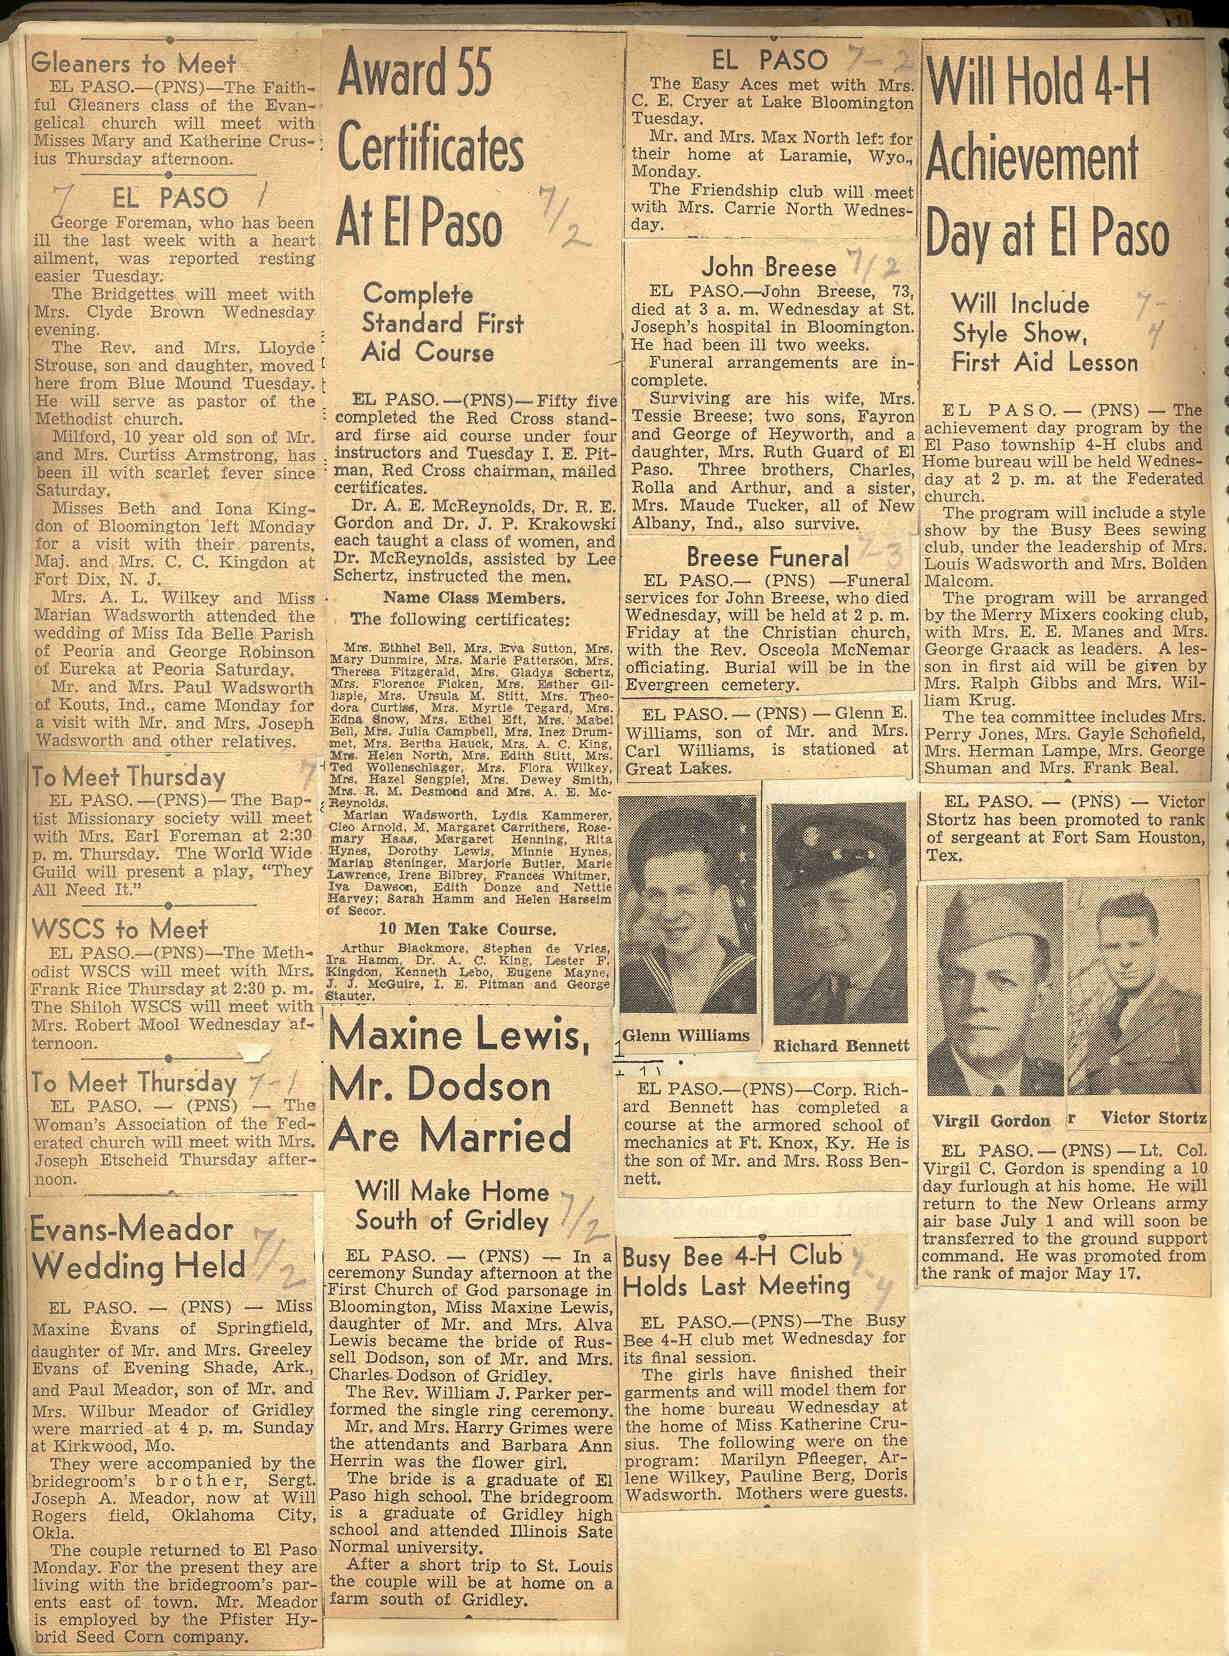 Gleaners to Meet
EL PASO.—(PNS)—The Faith-
ful Gleaners class of the Evan-
gelical church will meet with
Misses Mary and Katherine Crus-
ius Thursday afternoon.
7 EL PASO 1
George Foreman, who has been
ill the last week with a heart
ailment, was reported resting
easier Tuesday.
The Bridgettes will meet with
Mrs. Clyde Brown Wednesday
evening.
The Rev. and Mrs. Lloyde
Strouse, son and daughter, moved
here from Blue Mound Tuesday.
He will serve as pastor of the
Methodist church.
Milford, 10 year old son of Mr.
and Mrs. Curtiss Armstrong, has
been ill with scarlet fever since
Saturday.
Misses Beth and Iona King-
don of Bloomington left Monday
for a visit with their parents,
Maj. and Mrs. C. C. Kingdon at
Fort Dix, N. J.
Mrs. A. L. Wilkey and Miss
Marian Wadsworth attended the
wedding of Miss Ida Belle Parish
of Peoria and George Robinson
of Eureka at Peoria Saturday.
Mr. and Mrs. Paul Wadsworth
of Kouts, Ind., came Monday for
a visit with Mr. and Mrs. Joseph
Wadsworth and other relatives.
To Meet Thursday 7
EL PASO.—(PNS)—The Bap-
tist Missionary society will meet
with Mrs. Earl Foreman at 2:30
p. m. Thursday. The World Wide
Guild will present a play, "They
All Need It."
WSCS to Meet
EL PASO.—(PNS)—The Meth-
odist WSCS will meet with Mrs.
Frank Rice Thursday at 2:30 p. m.
The Shiloh WSCS will meet with
Mrs. Robert Mool Wednesday af-
ternoon.
To Meet Thursday 7-1
EL PASO. — (PNS) — The
Woman's Association of the Fed-
erated church will meet with Mrs.
Joseph Etscheid Thursday after-
noon.
Evans-Meador
Wedding Held 7/2
EL PASO. — (PNS) — Miss
Maxine Evans of Springfield,
daughter of Mr. and Mrs. Greeley
Evans of Evening Shade, Ark.,
and Paul Meador, son of Mr. and
Mrs. Wilbur Meador of Gridley
were married at 4 p. m. Sunday
at Kirkwood, Mo.
They were accompanied by the
bridegroom's brother, Sergt.
Joseph A. Meador, now at Will
Rogers field, Oklahoma City,
Okla.
The couple returned to El Paso
Monday. For the present they are
living with the bridegroom's par-
ents east of town. Mr. Meador
is employed by the Pfister Hy-
brid Seed Corn company.
Award 55
Certificates
At El Paso 7/2
Complete
Standard First
Aid Course
EL PASO.—(PNS)—Fifty five
completed the Red Cross stand-
ard firse aid course under four
instructors and Tuesday I. E. Pit-
man, Red Cross chairman, mailed
certificates.
Dr. A. E. McReynolds, Dr. R. E.
Gordon and Dr. J. P. Krakowski
each taught a class of women, and
Dr. McReynolds, assisted by Lee
Schertz, instructed the men.
Name Class Members.
The following certificates:
Mrs. Ethhel Bell, Mrs. Eva Sutton, Mrs.
Mary Dunmire, Mrs. Marie Patterson, Mrs.
Theresa Fitzgerald, Mrs. Gladys Schertz,
Mrs. Florence Ficken, Mrs. Esther Gil-
lispie, Mrs. Ursula M. Stitt, Mrs. Theo-
dora Curtiss, Mrs. Myrtle Tegard, Mrs.
Edna Snow, Mrs. Ethel Eft, Mrs. Mabel
Bell, Mrs. Julia Campbell, Mrs. Inez Drum-
met, Mrs. Bertha Hauck, Mrs. A. C. King,
Mrs. Helen North, Mrs. Edith Stitt, Mrs.
Ted Wollenschlager, Mrs. Flora Wilkey,
Mrs. Hazel Sengpiel, Mrs. Dewey Smith,
Mrs. R. M. Desmond and Mrs. A. E. Mc-
Reynolds.
Marian Wadsworth, Lydia Kammerer,
Cleo Arnold, M. Margaret Carrithers, Rose-
mary Haas, Margaret Henning, Rita
Hynes, Dorothy Lewis, Minnie Hynes,
Marian Steninger, Marjorie Butler, Marie
Lawrence, Irene Bilbrey, Frances Whitmer,
Iva Dawson, Edith Donze and Nettie
Harvey; Sarah Hamm and Helen Harseim
of Secor.
10 Men Take Course.
Arthur Blackmore, Stephen de Vries,
Ira Hamm, Dr. A. C. King, Lester F.
Kingdon, Kenneth Lebo, Eugene Mayne,
J. J. McGuire, I. E. Pitman and George
Stauter.
Maxine Lewis,
Mr. Dodson
Are Married
Will Make Home
South of Gridley 7/2
EL PASO. — (PNS) — In a
ceremony Sunday afternoon at the
First Church of God parsonage in
Bloomington, Miss Maxine Lewis,
daughter of Mr. and Mrs. Alva
Lewis became the bride of Rus-
sell Dodson, son of Mr. and Mrs.
Charles Dodson of Gridley.
The Rev. William J. Parker per-
formed the single ring ceremony.
Mr. and Mrs. Harry Grimes were
the attendants and Barbara Ann
Herrin was the flower girl.
The bride is a graduate of El
Paso high school. The bridegroom
is a graduate of Gridley high
school and attended Illinois Sate
Normal university.
After a short trip to St. Louis
the couple will be at home on a
farm south of Gridley.
EL PASO 7-2
The Easy Aces met with Mrs.
C. E. Cryer at Lake Bloomington
Tuesday.
Mr. and Mrs. Max North left for
their home at Laramie, Wyo.,
Monday.
The Friendship club will meet
with Mrs. Carrie North Wednes-
day.
John Breese 7/2
EL PASO.—John Breese, 73,
died at 3 a. m. Wednesday at St.
Joseph's hospital in Bloomington.
He had been ill two weeks.
Funeral arrangements are in-
complete.
Surviving are his wife, Mrs.
Tessie Breese; two sons, Fayron
and George of Heyworth, and a
daughter, Mrs. Ruth Guard of El
Paso. Three brothers, Charles,
Rolla and Arthur, and a sister,
Mrs. Maude Tucker, all of New
Albany, Ind., also survive.
Breese Funeral 7-3
EL PASO.— (PNS) —Funeral
services for John Breese, who died
Wednesday, will be held at 2 p. m.
Friday at the Christian church,
with the Rev. Osceola McNemar
officiating. Burial will be in the
Evergreen cemetery.
EL PASO.—(PNS)—Glenn E.
Williams, son of Mr. and Mrs.
Carl Williams, is stationed at
Great Lakes.
Glenn Williams
Richard Bennett
EL PASO.—(PNS)—Corp. Rich-
ard Bennett has completed a
course at the armored school of
mechanics at Ft. Knox, Ky. He is
the son of Mr. and Mrs. Ross Ben-
nett.
Busy Bee 4-H Club
Holds Last Meeting 7-4
EL PASO.—(PNS)—The Busy
Bee 4-H club met Wednesday for
its final session.
The girls have finished their
garments and will model them for
the home bureau Wednesday at
the home of Miss Katherine Cru-
sius. The following were on the
program: Marilyn Pfleeger, Ar-
lene Wilkey, Pauline Berg, Doris
Wadsworth. Mothers were guests.
Will Hold 4-H
Achievement
Day at El Paso
Will Include
Style Show,
First Aid Lesson
7-4
EL PASO. — (PNS) — The
achievement day program by the
El Paso township 4-H clubs and
Home bureau will be held Wednes-
day at 2 p. m. at the Federated
church.
The program will include a style
show by the Busy Bees sewing
club, under the leadership of Mrs.
Louis Wadsworth and Mrs. Bolden
Malcom.
The program will be arranged
by the Merry Mixers cooking club,
with Mrs. E. E. Manes and Mrs.
George Graack as leaders. A les-
son in first aid will be given by
Mrs. Ralph Gibbs and Mrs. Wil-
liam Krug.
The tea committee includes Mrs.
Perry Jones, Mrs. Gayle Schofield,
Mrs. Herman Lampe, Mrs. George
Shuman and Mrs. Frank Beal.
EL PASO. — (PNS) — Victor
Stortz has been promoted to rank
of sergeant at Fort Sam Houston,
Tex.
Virgil Gordon
r Victor Stortz
EL PASO.—(PNS)—Lt. Col.
Virgil C. Gordon is spending a 10
day furlough at his home. He will
return to the New Orleans army
air base July 1 and will soon be
transferred to the ground support
command. He was promoted from
the rank of major May 17.